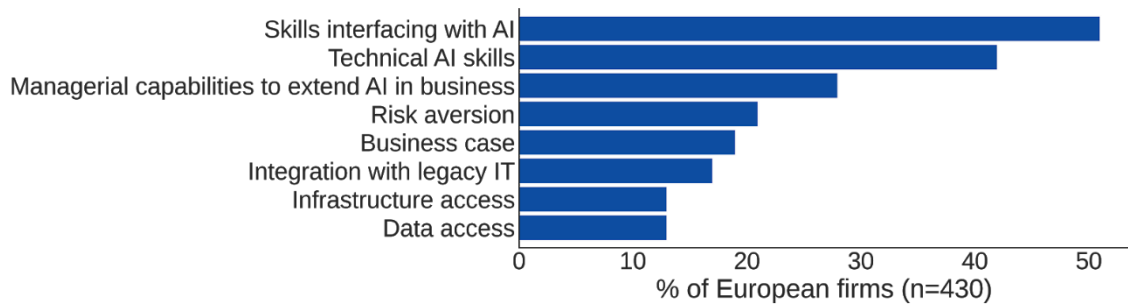 Skills interfacing with AI
Technical AI skills
Managerial capabilities to extend AI in business
Risk aversion
Business case
Integration with legacy IT
Infrastructure access
Data access
0 10 20 30 40 50
% of European firms (n=430)